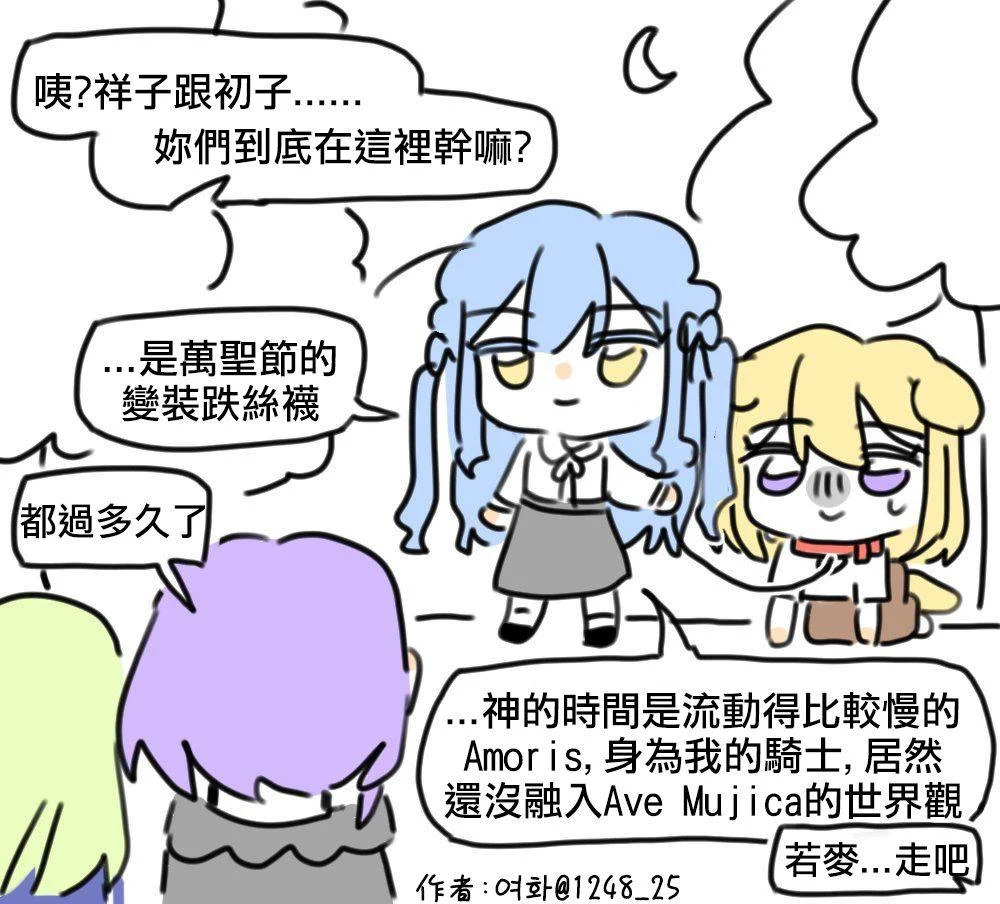 咦?祥子跟初子......
妳們到底在這裡幹嘛?
...是萬聖節的
變裝跌絲襪
都過多久了
...神的時間是流動得比較慢的
Amoris,身為我的騎士,居然
還沒融入Ave Mujica的世界觀
若麥...走吧
作者:여화@1248_25